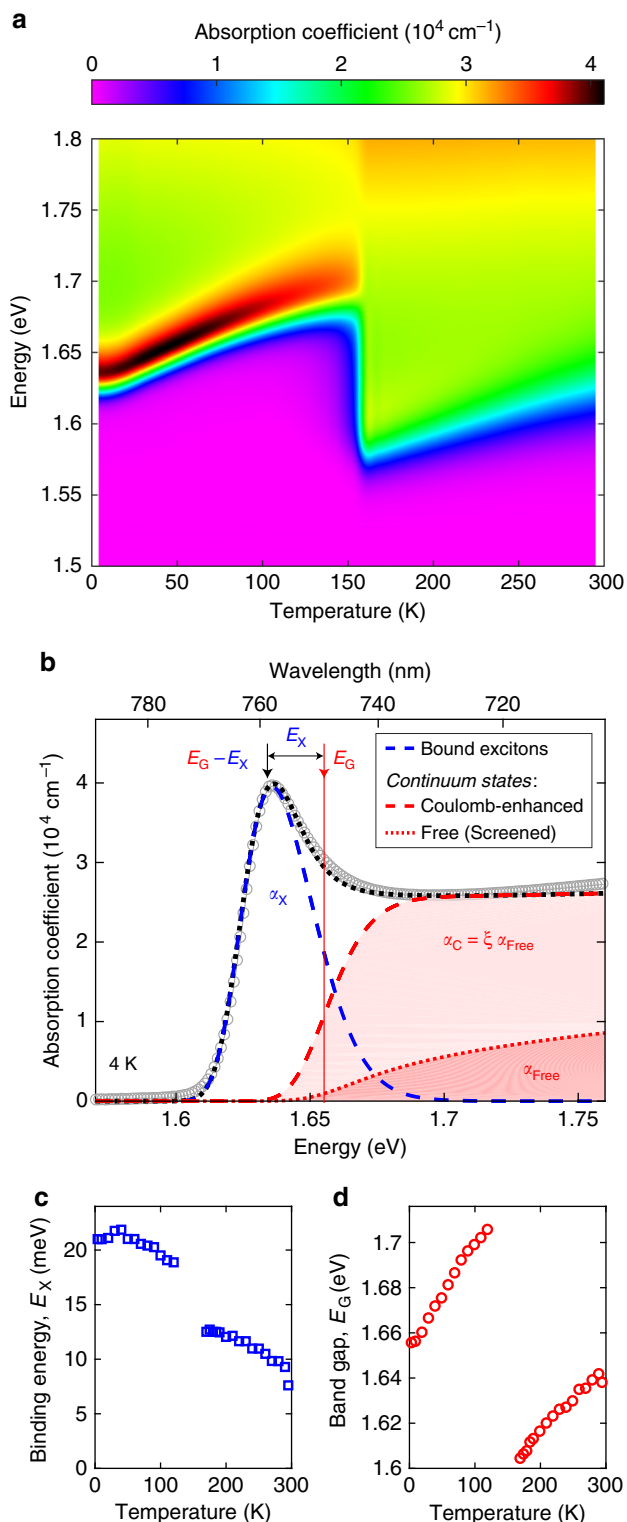 a
Absorption coefficient (10⁴ cm⁻¹)
0 1 2 3 4
1.8
1.75
1.7
1.65
1.6
1.55
1.5
Energy (eV)
0 50 100 150 200 250 300
Temperature (K)
b
Wavelength (nm)
780 760 740 720
E_G – E_X
E_X
E_G
Bound excitons
Continuum states:
Coulomb-enhanced
Free (Screened)
4
3
2
1
0
Absorption coefficient (10⁴ cm⁻¹)
α_X
α_C = ξ α_Free
α_Free
4 K
1.6 1.65 1.7 1.75
Energy (eV)
c
20
15
10
5
0
Binding energy, E_X (meV)
0 100 200 300
Temperature (K)
d
1.7
1.66
1.64
1.62
1.6
Band gap, E_G (eV)
0 100 200 300
Temperature (K)